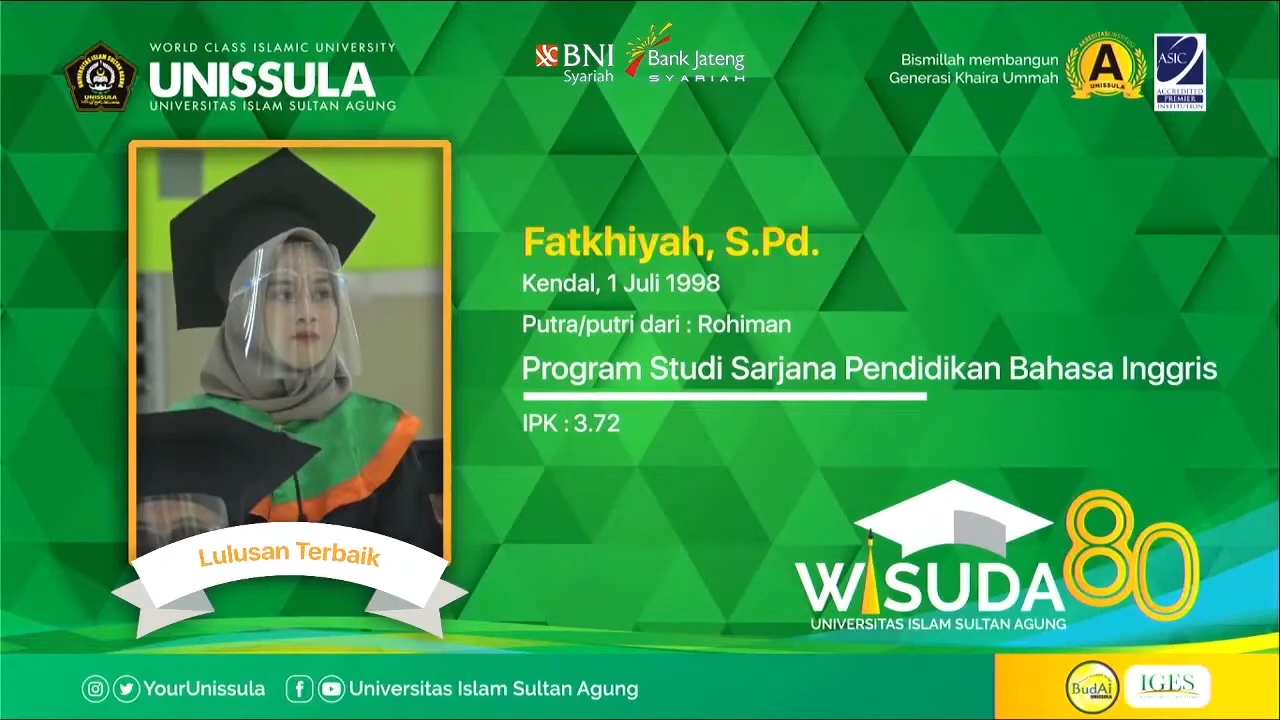 WORLD CLASS ISLAMIC UNIVERSITY
UNISSULA
UNIVERSITAS ISLAM SULTAN AGUNG
BNI
Syariah
Bank Jateng
SYARIAH
Bismillah membangun
Generasi Khaira Ummah
A
UNISSULA
ASIC
ACCREDITED
PREMIER
INSTITUTION
Fatkhiyah, S.Pd.
Kendal, 1 Juli 1998
Putra/putri dari : Rohiman
Program Studi Sarjana Pendidikan Bahasa Inggris
IPK : 3.72
Lulusan Terbaik
WISUDA 80
UNIVERSITAS ISLAM SULTAN AGUNG
YourUnissula
Universitas Islam Sultan Agung
BudAi
UNISSULA
IGES